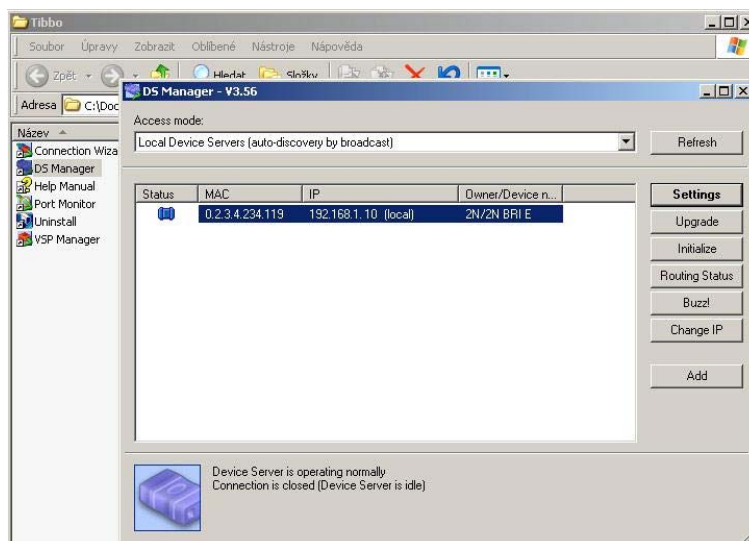 Tibbo
Soubor Úpravy Zobrazit Oblíbené Nástroje Nápověda
Zpět Hledat Složky
Adresa C:\Doc
DS Manager - V3.56
Název
Connection Wiza
DS Manager
Help Manual
Port Monitor
Uninstall
VSP Manager
Access mode:
Local Device Servers (auto-discovery by broadcast)
Refresh
Status MAC IP Owner/Device n...
0.2.3.4.234.119 192.168.1. 10 (local) 2N/2N BRI E
Settings
Upgrade
Initialize
Routing Status
Buzz!
Change IP
Add
Device Server is operating normally
Connection is closed (Device Server is idle)